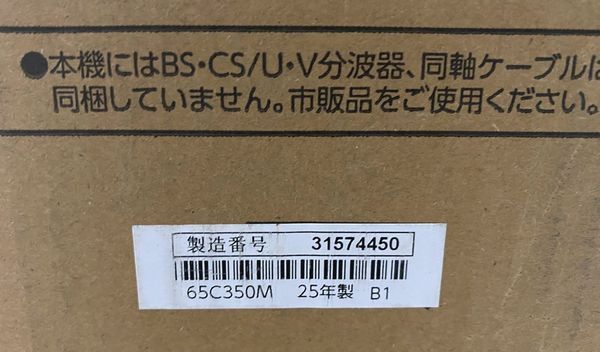 ●本機にはBS・CS/U・V分波器、同軸ケーブルは
同梱していません。市販品をご使用ください。
製造番号 31574450
65C350M 25年製 B1